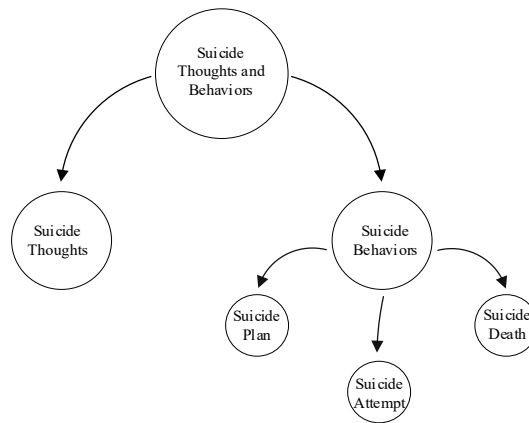 Suicide
Thoughts and
Behaviors
Suicide
Thoughts
Suicide
Behaviors
Suicide
Plan
Suicide
Attempt
Suicide
Death